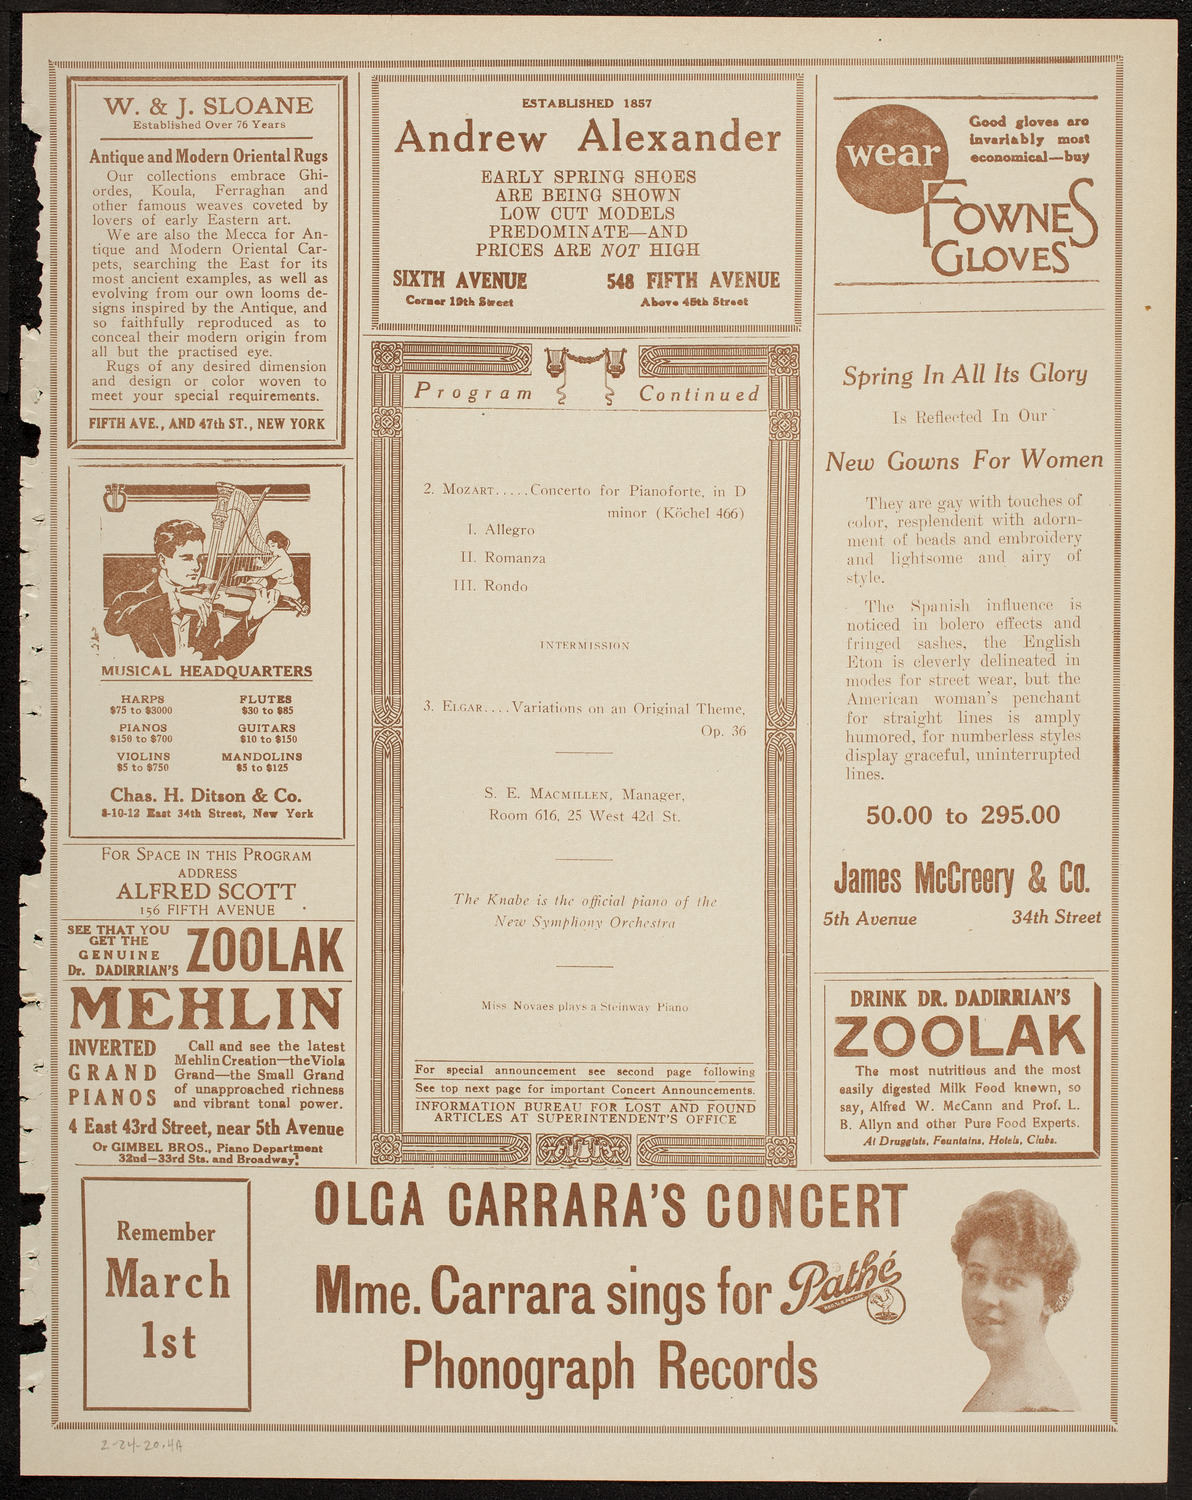 W. & J. SLOANE
Established Over 76 Years
Antique and Modern Oriental Rugs
Our collections embrace Ghi-
ordes, Koula, Ferraghan and
other famous weaves coveted by
lovers of early Eastern art.
We are also the Mecca for An-
tique and Modern Oriental Car-
pets, searching the East for its
most ancient examples, as well as
evolving from our own looms de-
signs inspired by the Antique, and
so faithfully reproduced as to
conceal their modern origin from
all but the practised eye.
Rugs of any desired dimension
and design or color woven to
meet your special requirements.
FIFTH AVE., AND 47th ST., NEW YORK
MUSICAL HEADQUARTERS
HARPS
$75 to $3000
FLUTES
$30 to $85
PIANOS
$150 to $700
GUITARS
$10 to $150
VIOLINS
$5 to $750
MANDOLINS
$5 to $125
Chas. H. Ditson & Co.
8-10-12 East 34th Street, New York
FOR SPACE IN THIS PROGRAM
ADDRESS
ALFRED SCOTT
156 FIFTH AVENUE
SEE THAT YOU
GET THE
GENUINE
Dr. DADIRRIAN'S
ZOOLAK
MEHLIN
INVERTED
GRAND
PIANOS
Call and see the latest
Mehlin Creation—the Viola
Grand—the Small Grand
of unapproached richness
and vibrant tonal power.
4 East 43rd Street, near 5th Avenue
Or GIMBEL BROS., Piano Department
32nd—33rd Sts. and Broadway
ESTABLISHED 1857
Andrew Alexander
EARLY SPRING SHOES
ARE BEING SHOWN
LOW CUT MODELS
PREDOMINATE—AND
PRICES ARE NOT HIGH
SIXTH AVENUE
Corner 19th Street
548 FIFTH AVENUE
Above 45th Street
Program Continued
2. MOZART.....Concerto for Pianoforte, in D
minor (Köchel 466)
I. Allegro
II. Romanza
III. Rondo
INTERMISSION
3. ELGAR....Variations on an Original Theme,
Op. 36
S. E. MACMILLEN, Manager,
Room 616, 25 West 42d St.
The Knabe is the official piano of the
New Symphony Orchestra
Miss Novaes plays a Steinway Piano
For special announcement see second page following
See top next page for important Concert Announcements.
INFORMATION BUREAU FOR LOST AND FOUND
ARTICLES AT SUPERINTENDENT'S OFFICE
wear
Good gloves are
invariably most
economical—buy
FOWNES
GLOVES
Spring In All Its Glory
Is Reflected In Our
New Gowns For Women
They are gay with touches of
color, resplendent with adorn-
ment of beads and embroidery
and lightsome and airy of
style.
The Spanish influence is
noticed in bolero effects and
fringed sashes, the English
Eton is cleverly delineated in
modes for street wear, but the
American woman's penchant
for straight lines is amply
humored, for numberless styles
display graceful, uninterrupted
lines.
50.00 to 295.00
James McCreery & Co.
5th Avenue 34th Street
DRINK DR. DADIRRIAN'S
ZOOLAK
The most nutritious and the most
easily digested Milk Food known, so
say, Alfred W. McCann and Prof. L.
B. Allyn and other Pure Food Experts.
At Druggists, Fountains, Hotels, Clubs.
Remember
March
1st
OLGA CARRARA'S CONCERT
Mme. Carrara sings for Pathé
Phonograph Records
2-24-20.4A